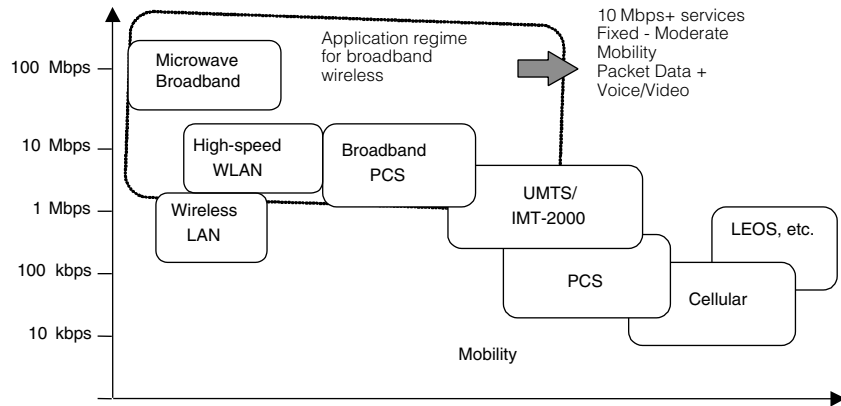 10 Mbps+ services
Fixed - Moderate
Mobility
Packet Data +
Voice/Video
Application regime
for broadband
wireless
100 Mbps
Microwave
Broadband
10 Mbps
High-speed
WLAN
Broadband
PCS
1 Mbps
Wireless
LAN
UMTS/
IMT-2000
LEOS, etc.
100 kbps
PCS
Cellular
10 kbps
Mobility